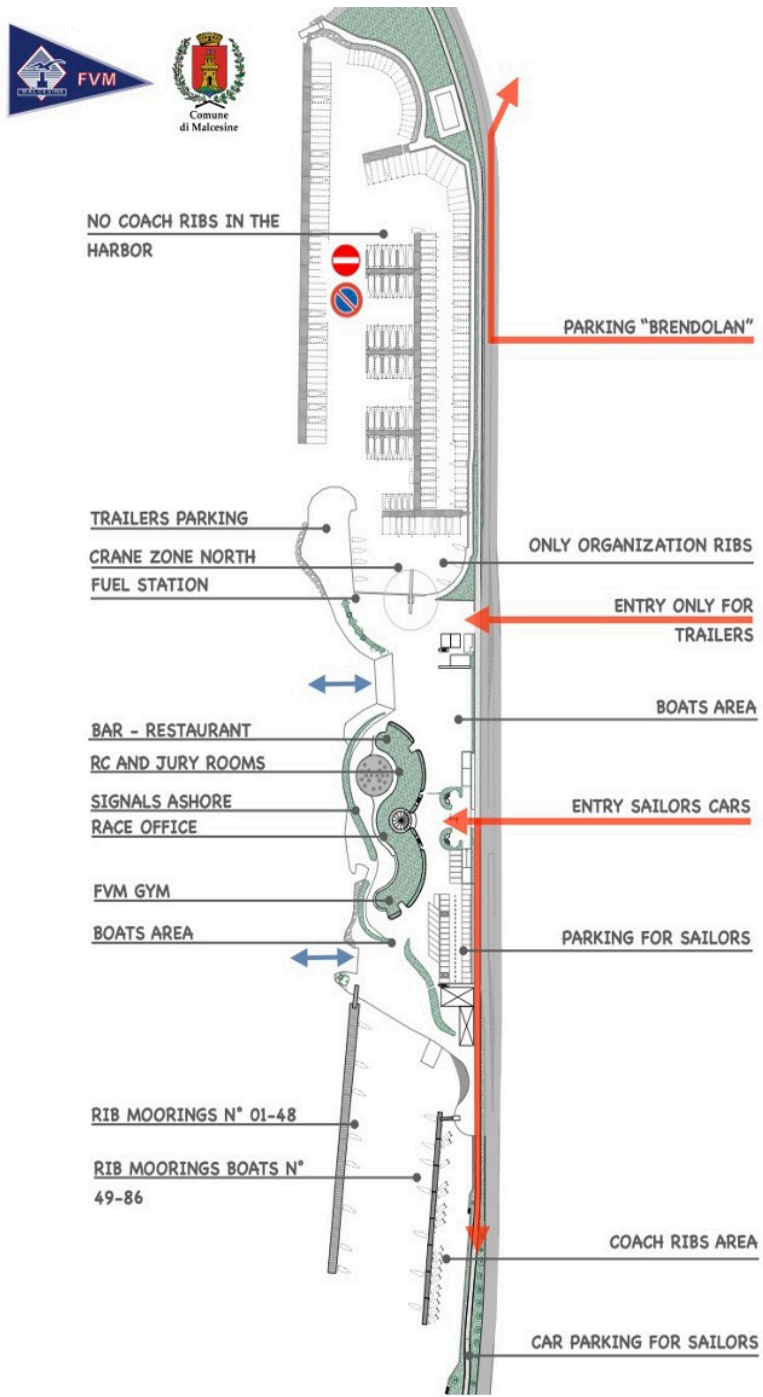 FVM
MALCESINE
Comune
di Malcesine
NO COACH RIBS IN THE
HARBOR
PARKING “BRENDOLAN”
TRAILERS PARKING
CRANE ZONE NORTH
FUEL STATION
ONLY ORGANIZATION RIBS
ENTRY ONLY FOR
TRAILERS
BOATS AREA
BAR - RESTAURANT
RC AND JURY ROOMS
SIGNALS ASHORE
RACE OFFICE
ENTRY SAILORS CARS
FVM GYM
BOATS AREA
PARKING FOR SAILORS
RIB MOORINGS N° 01-48
RIB MOORINGS BOATS N°
49-86
COACH RIBS AREA
CAR PARKING FOR SAILORS